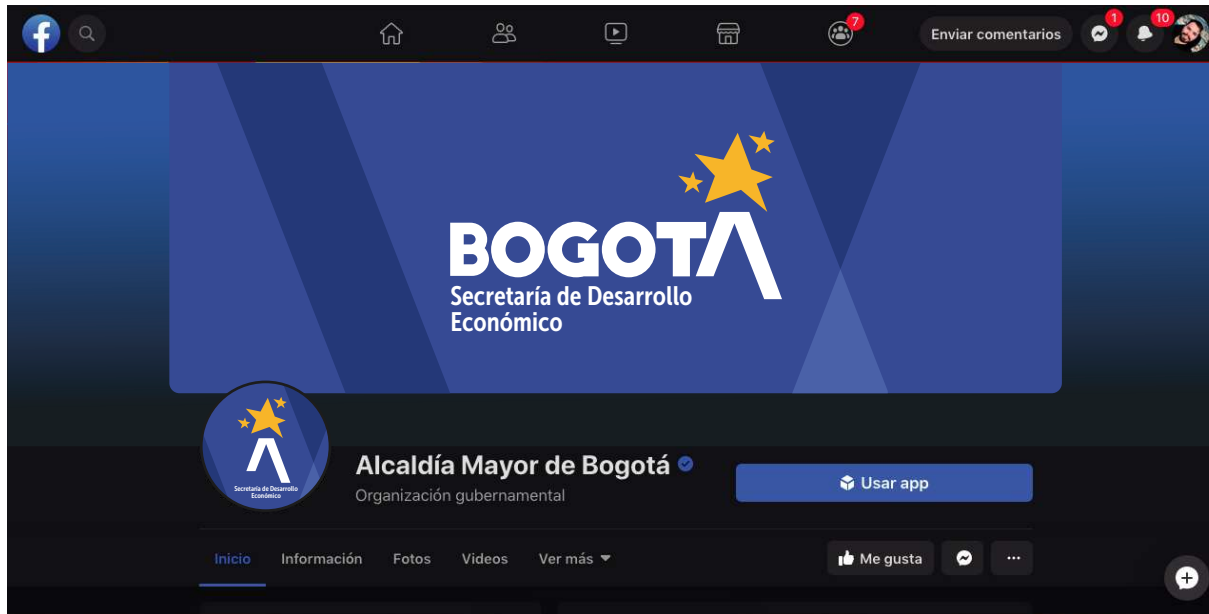 f
7
Enviar comentarios
1
10
BOGOTÁ
Secretaría de Desarrollo
Económico
Secretaría de Desarrollo
Económico
Alcaldía Mayor de Bogotá
Organización gubernamental
Usar app
Inicio
Información
Fotos
Videos
Ver más
Me gusta
...